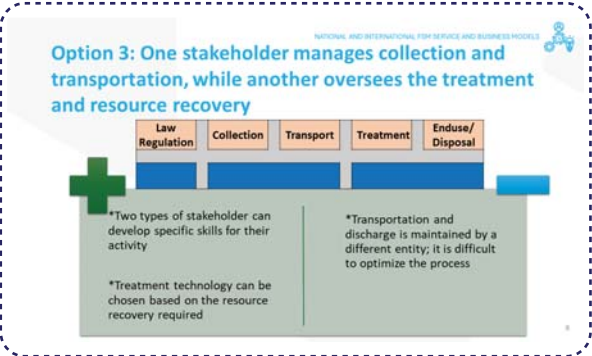 NATIONAL AND INTERNATIONAL FSM SERVICE AND BUSINESS MODELS
Option 3: One stakeholder manages collection and
transportation, while another oversees the treatment
and resource recovery
Law
Regulation
Collection
Transport
Treatment
Enduse/
Disposal
*Two types of stakeholder can
develop specific skills for their
activity
*Treatment technology can be
chosen based on the resource
recovery required
*Transportation and
discharge is maintained by a
different entity; it is difficult
to optimize the process